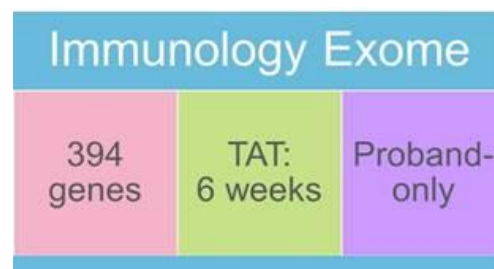 Immunology Exome
394
genes
TAT:
6 weeks
Proband-
only